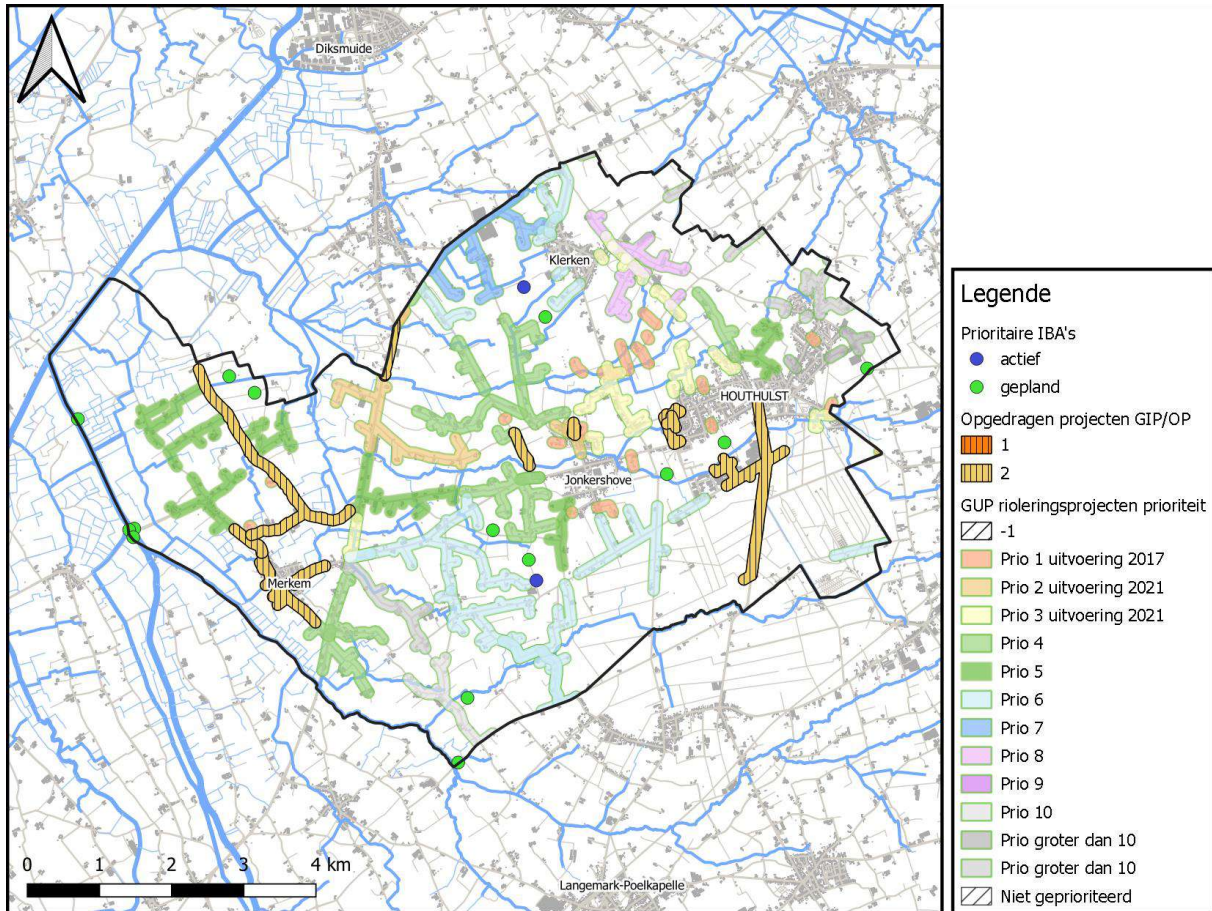 Diksmuide
Klerken
HOUTHULST
Jonkershove
Merkem
Langemark-Poelkapelle
0 1 2 3 4 km
Legende
Prioritaire IBA's
actief
gepland
Opgedragen projecten GIP/OP
1
2
GUP rioleringsprojecten prioriteit
-1
Prio 1 uitvoering 2017
Prio 2 uitvoering 2021
Prio 3 uitvoering 2021
Prio 4
Prio 5
Prio 6
Prio 7
Prio 8
Prio 9
Prio 10
Prio groter dan 10
Prio groter dan 10
Niet geprioriteerd